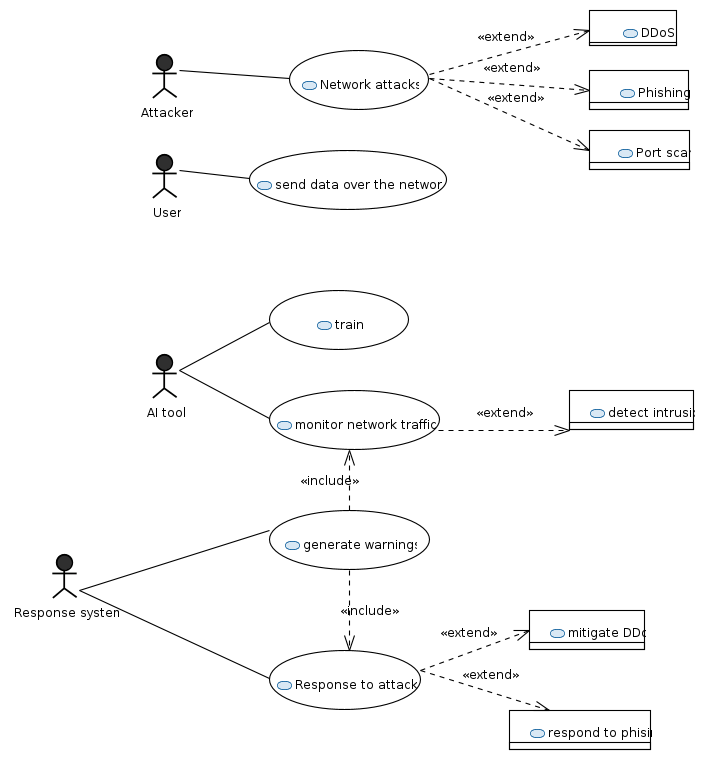 «extend»
DDoS
Network attacks
«extend»
Phishing
Attacker
«extend»
Port sca
send data over the networ
User
train
AI tool
monitor network traffic
«extend»
detect intrusi
«include»
generate warnings
Response system
«include»
«extend»
mitigate DDo
Response to attack
«extend»
respond to phisi